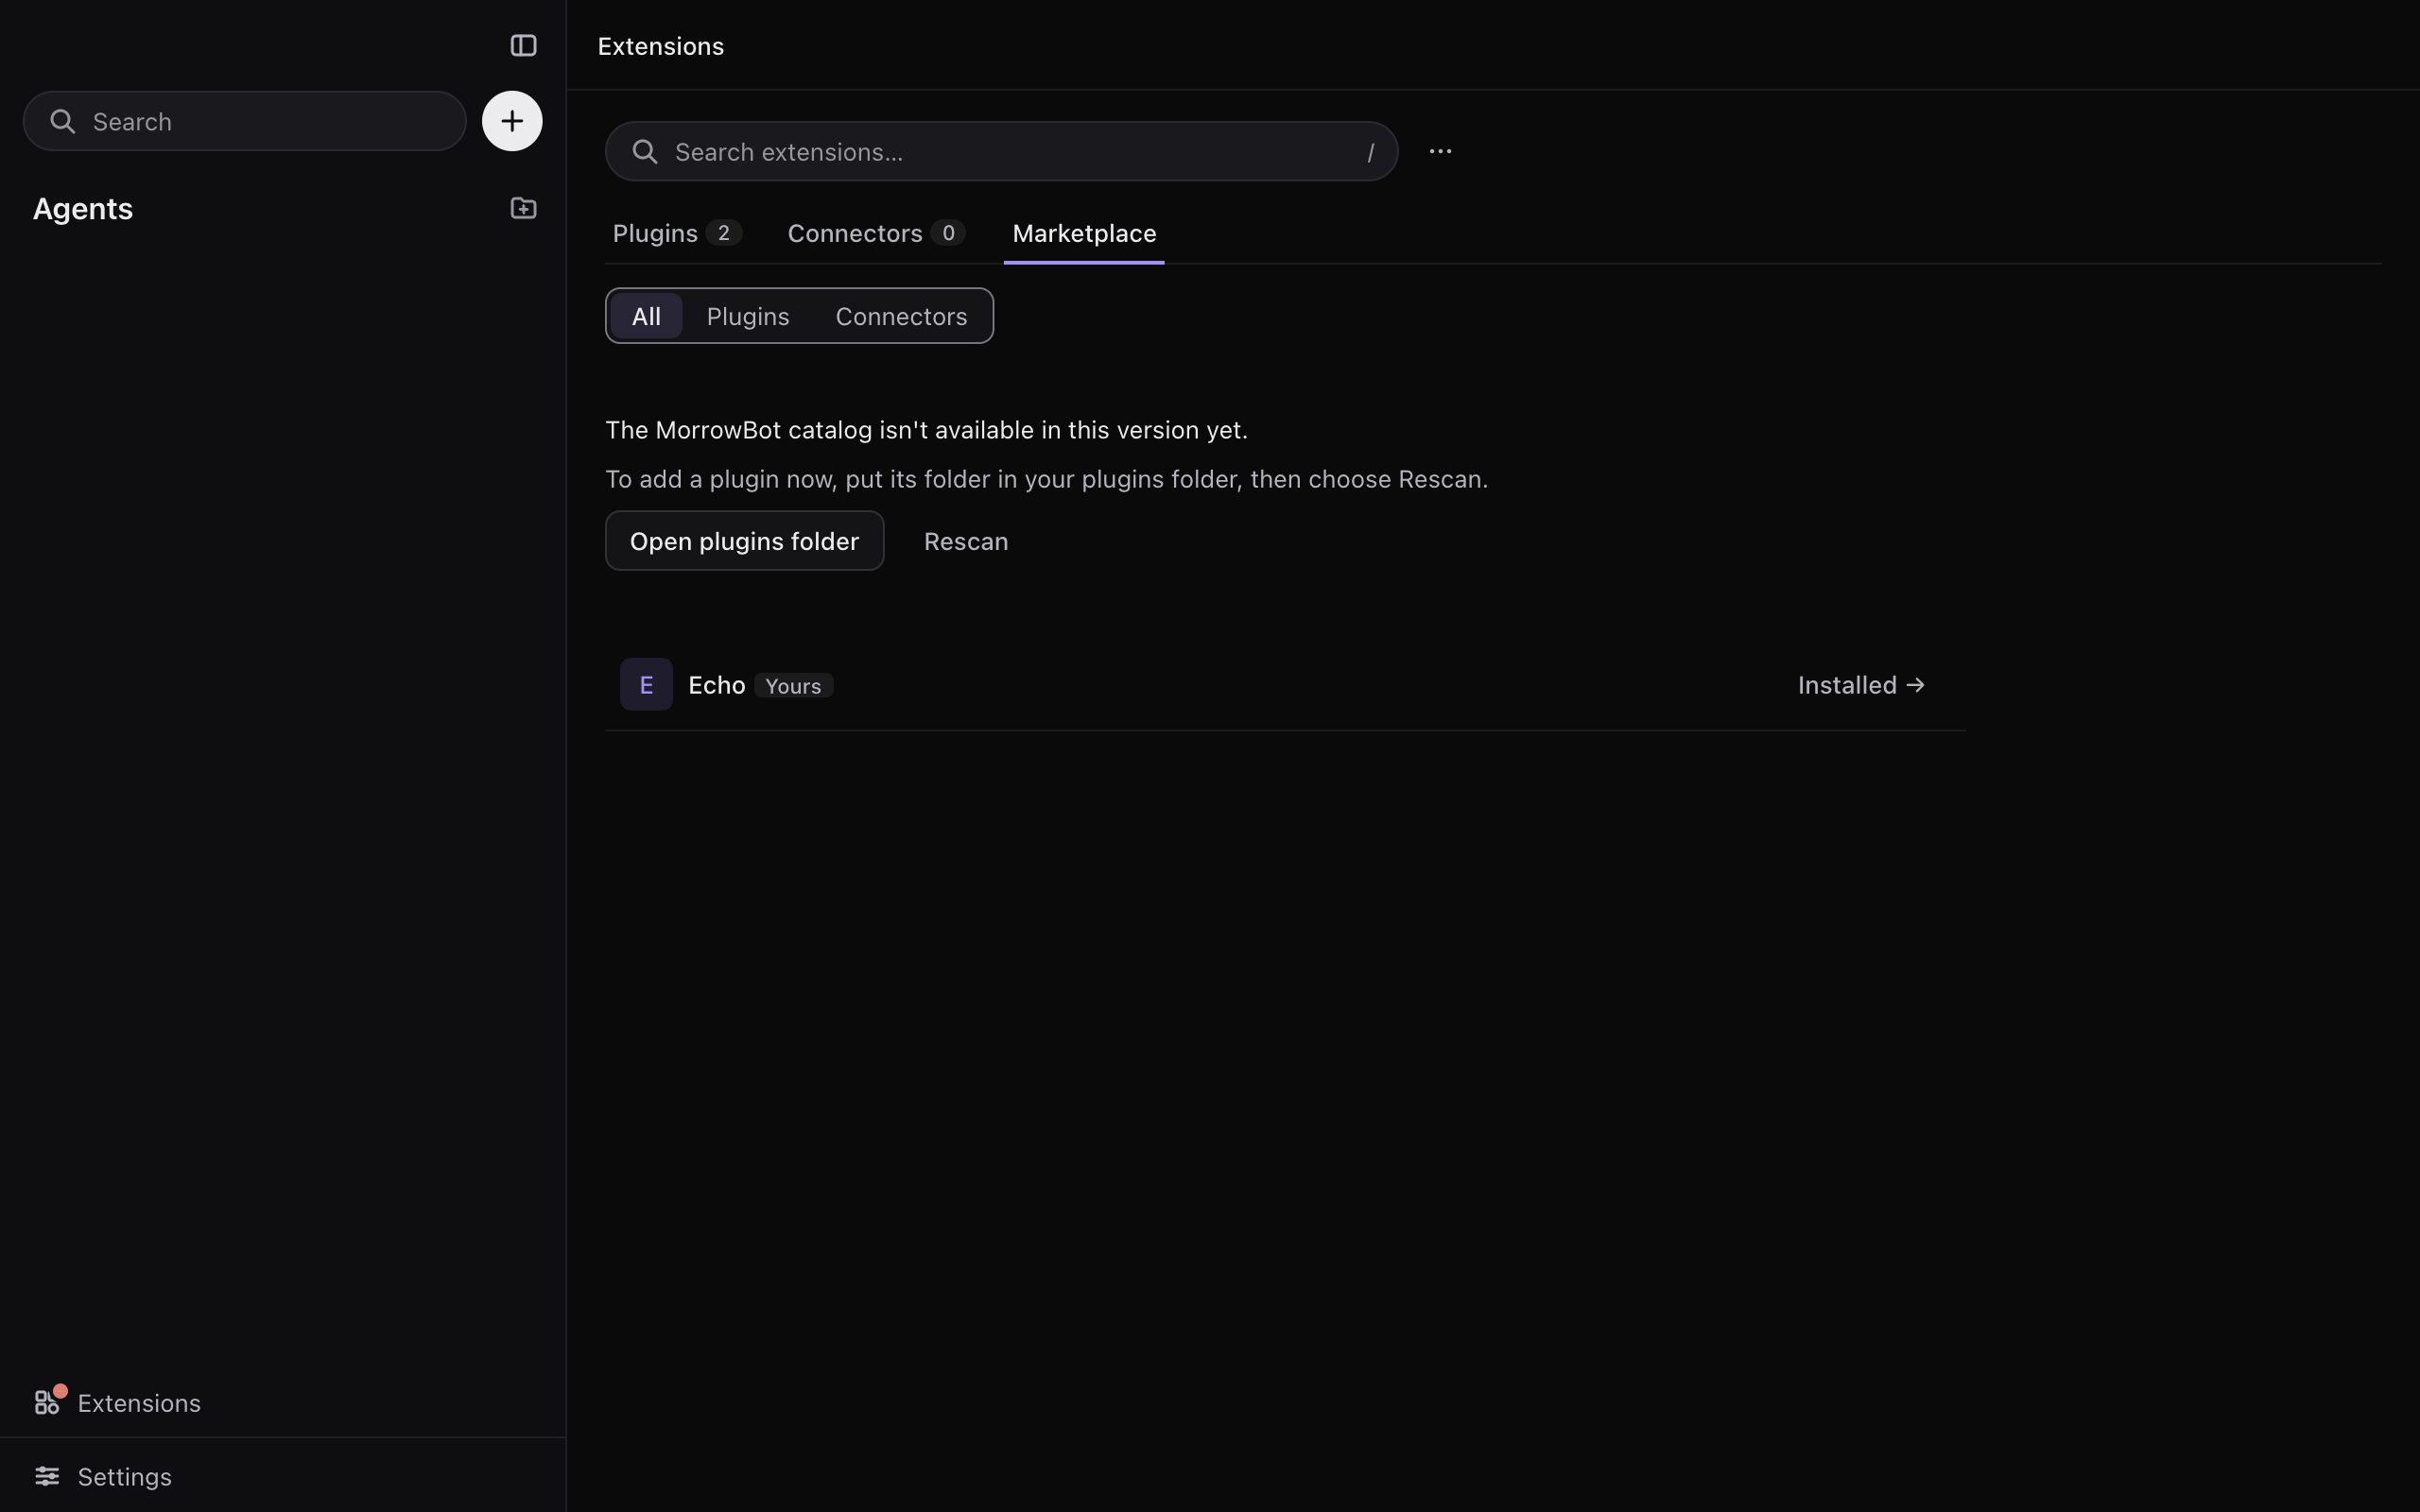 Search
Agents
Extensions
Settings
Extensions
Search extensions... /
Plugins 2 Connectors 0 Marketplace
All Plugins Connectors
The MorrowBot catalog isn't available in this version yet.
To add a plugin now, put its folder in your plugins folder, then choose Rescan.
Open plugins folder Rescan
E Echo Yours Installed →